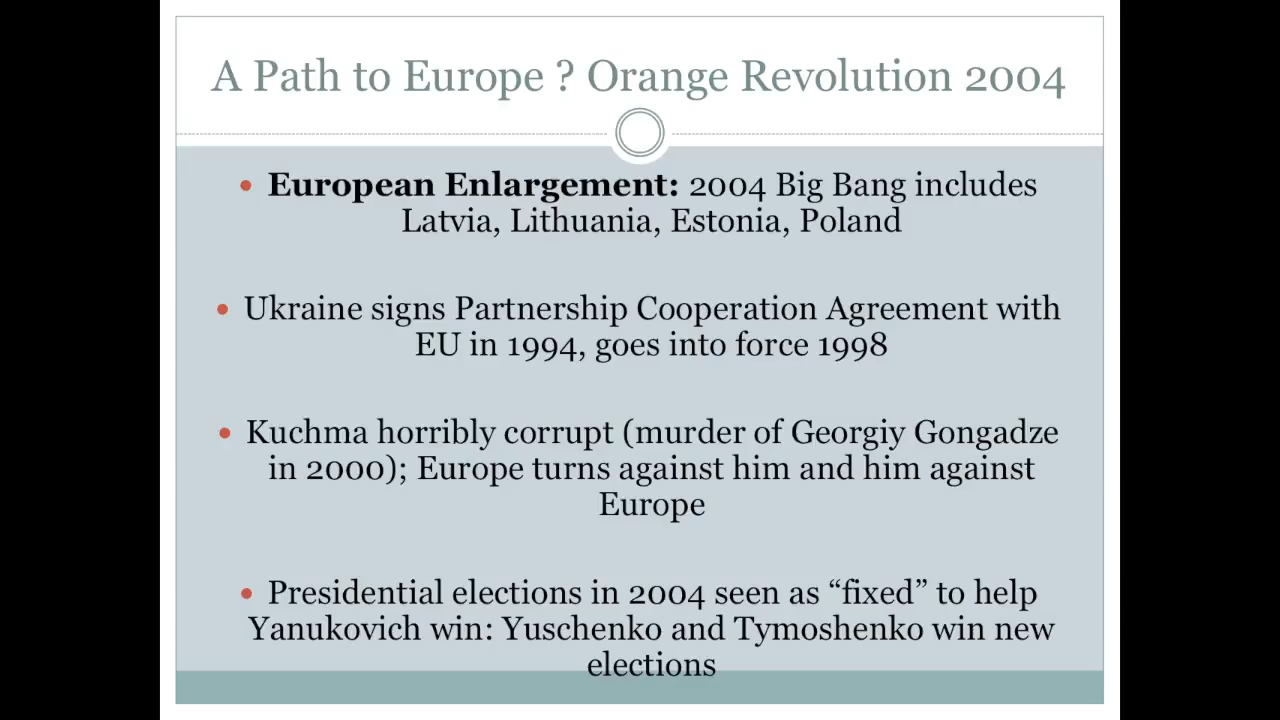 A Path to Europe ? Orange Revolution 2004
• European Enlargement: 2004 Big Bang includes
Latvia, Lithuania, Estonia, Poland
• Ukraine signs Partnership Cooperation Agreement with
EU in 1994, goes into force 1998
• Kuchma horribly corrupt (murder of Georgiy Gongadze
in 2000); Europe turns against him and him against
Europe
• Presidential elections in 2004 seen as “fixed” to help
Yanukovich win: Yuschenko and Tymoshenko win new
elections